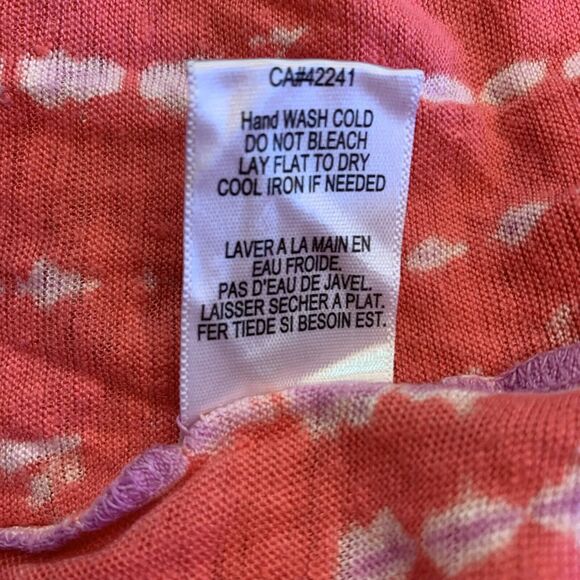 CA#42241
Hand WASH COLD
DO NOT BLEACH
LAY FLAT TO DRY
COOL IRON IF NEEDED
LAVER A LA MAIN EN
EAU FROIDE.
PAS D'EAU DE JAVEL.
LAISSER SECHER A PLAT.
FER TIEDE SI BESOIN EST.